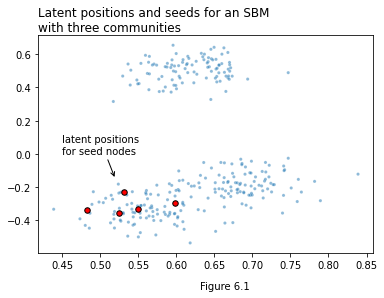 Latent positions and seeds for an SBM
with three communities
0.6
0.4
0.2
0.0
−0.2
−0.4
latent positions
for seed nodes
0.45 0.50 0.55 0.60 0.65 0.70 0.75 0.80 0.85
Figure 6.1